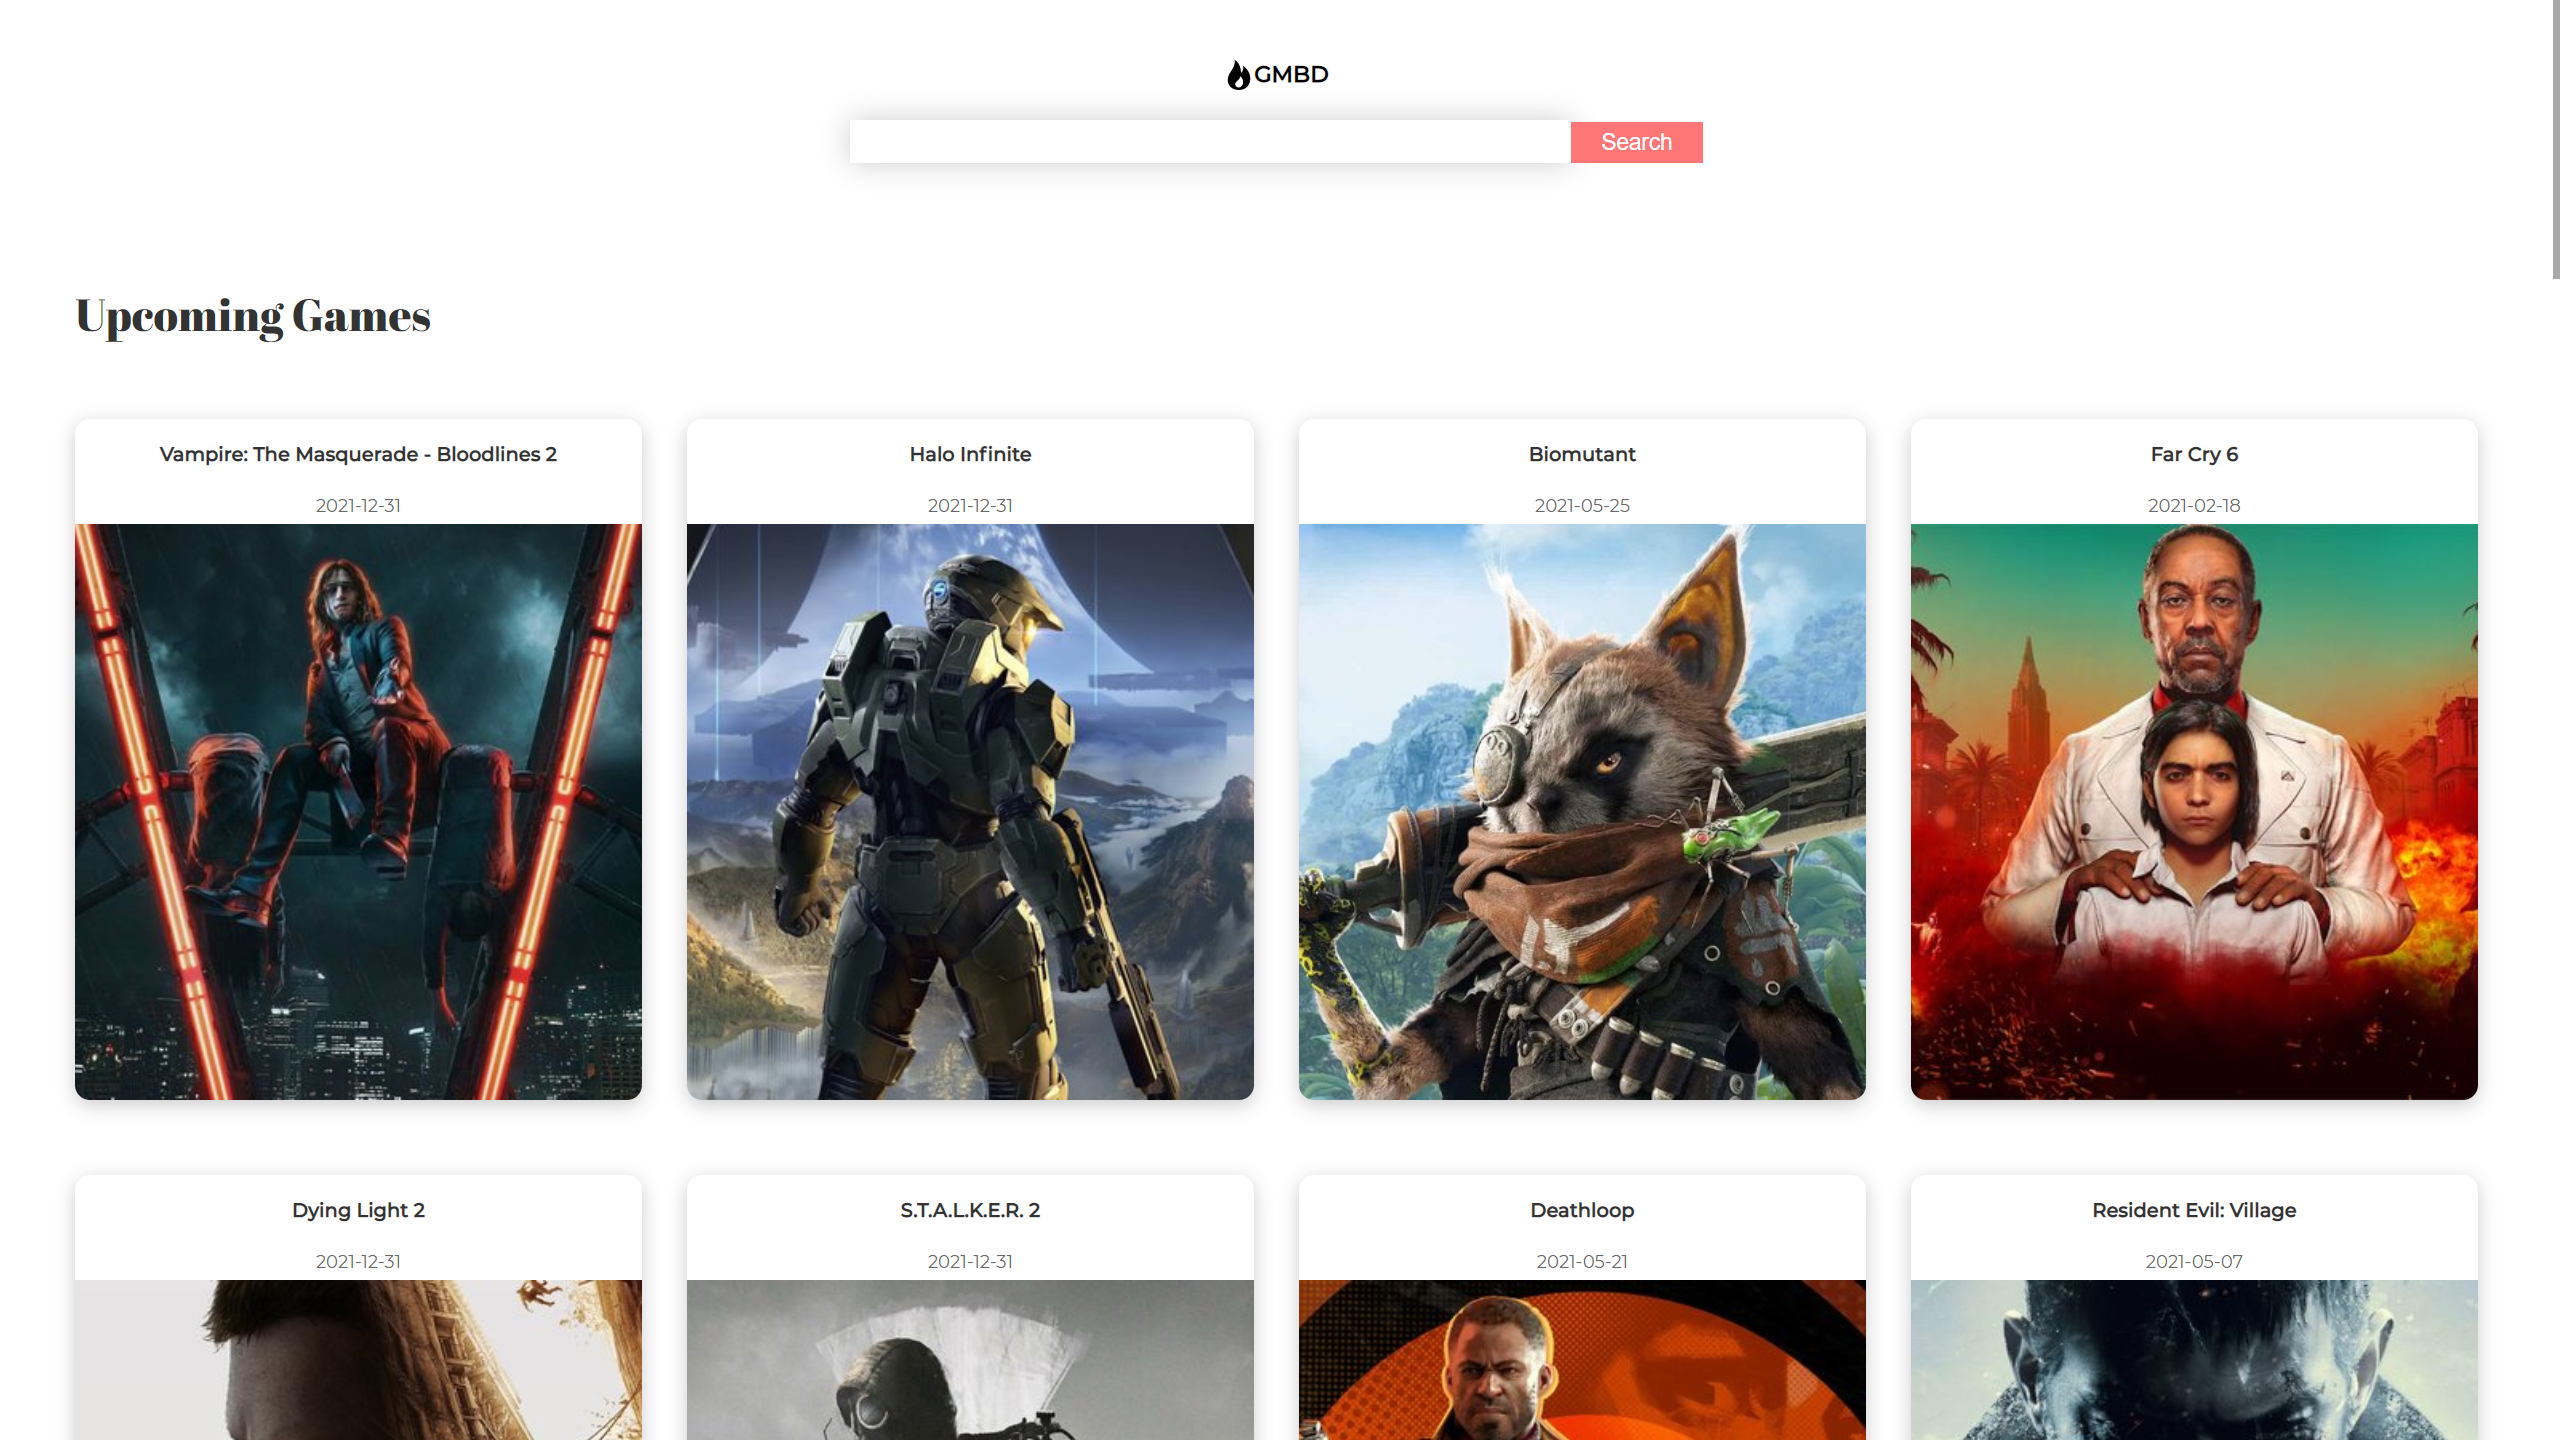 GMBD
Search
Upcoming Games
Vampire: The Masquerade - Bloodlines 2
2021-12-31
Halo Infinite
2021-12-31
Biomutant
2021-05-25
Far Cry 6
2021-02-18
Dying Light 2
2021-12-31
S.T.A.L.K.E.R. 2
2021-12-31
Deathloop
2021-05-21
Resident Evil: Village
2021-05-07